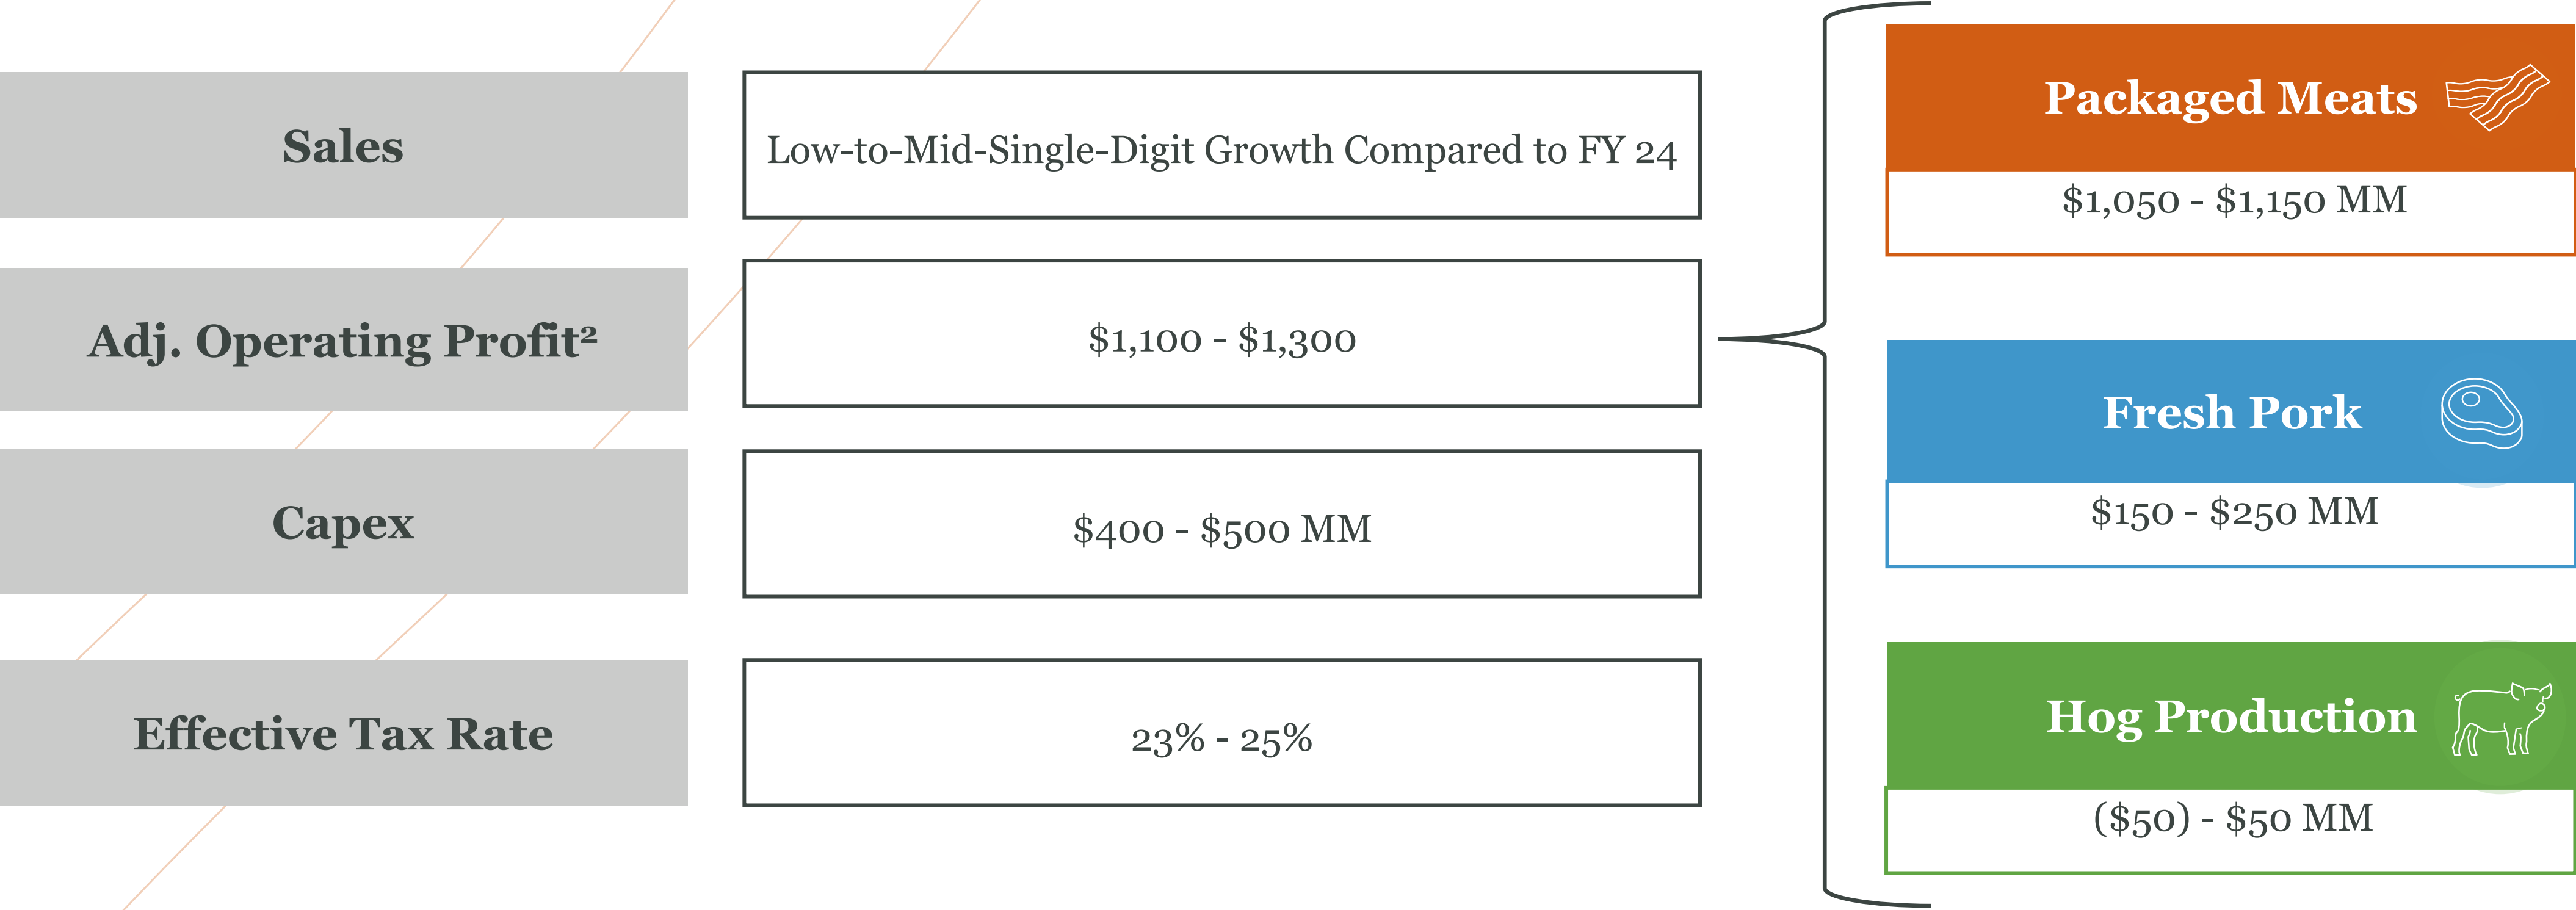 Sales
Low-to-Mid-Single-Digit Growth Compared to FY 24
Adj. Operating Profit²
$1,100 - $1,300
Capex
$400 - $500 MM
Effective Tax Rate
23% - 25%
Packaged Meats
$1,050 - $1,150 MM
Fresh Pork
$150 - $250 MM
Hog Production
($50) - $50 MM